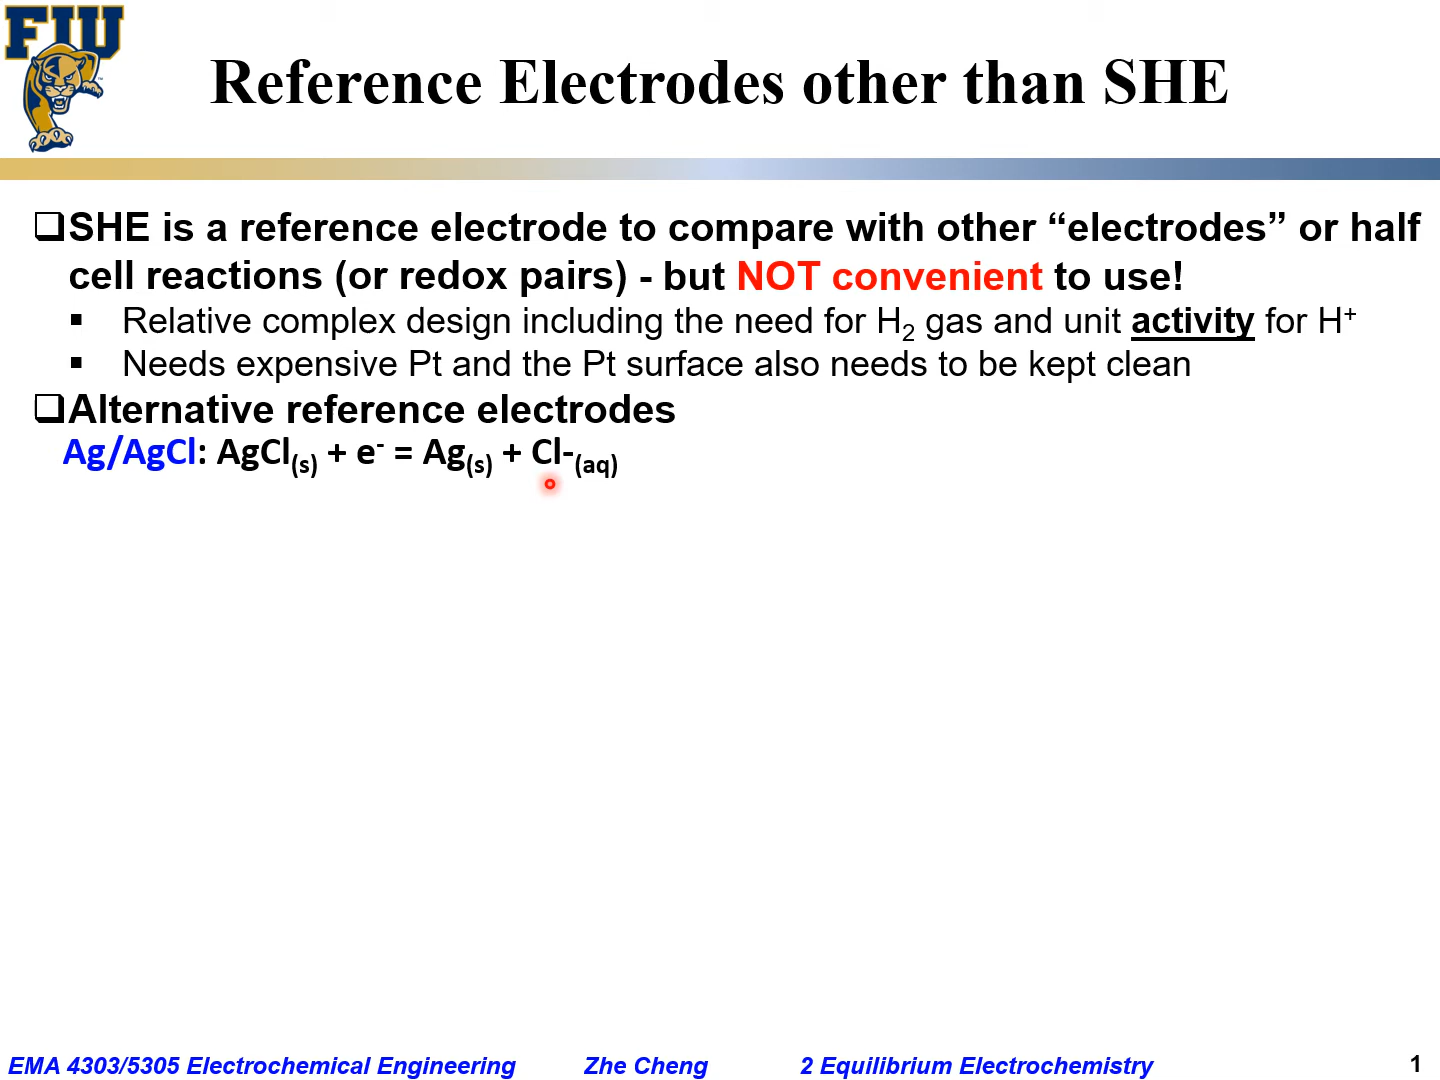 FIU
Reference Electrodes other than SHE
❑SHE is a reference electrode to compare with other “electrodes” or half
cell reactions (or redox pairs) - but NOT convenient to use!
▪ Relative complex design including the need for H₂ gas and unit activity for H⁺
▪ Needs expensive Pt and the Pt surface also needs to be kept clean
❑Alternative reference electrodes
Ag/AgCl: AgCl(s) + e⁻ = Ag(s) + Cl-(aq)
EMA 4303/5305 Electrochemical Engineering Zhe Cheng 2 Equilibrium Electrochemistry 1